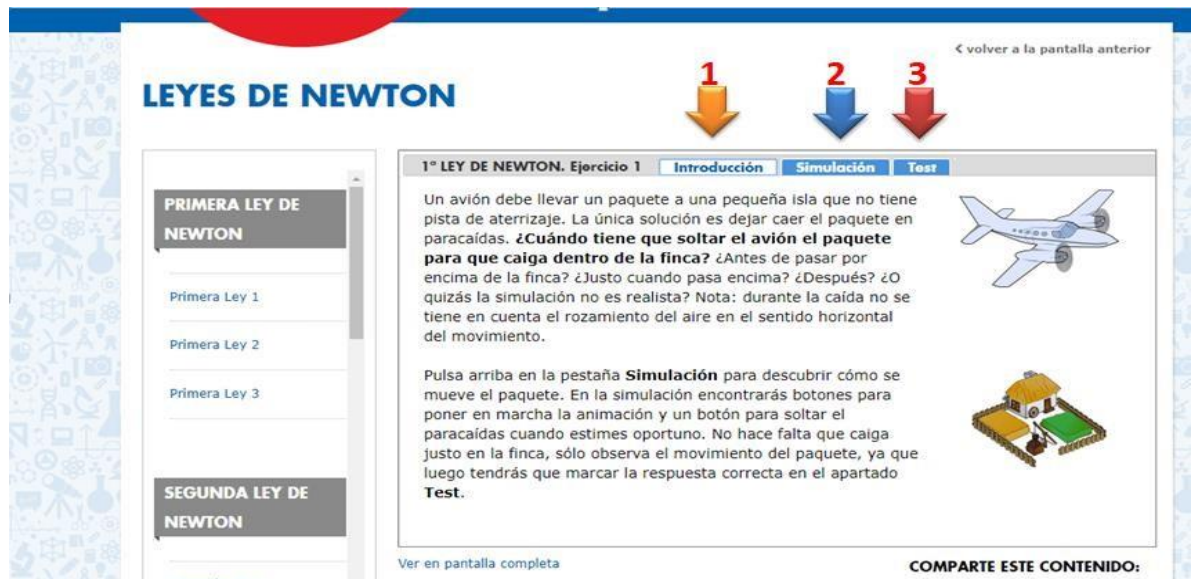 < volver a la pantalla anterior
1
2
3
LEYES DE NEWTON
PRIMERA LEY DE
NEWTON
Primera Ley 1
Primera Ley 2
Primera Ley 3
SEGUNDA LEY DE
NEWTON
1º LEY DE NEWTON. Ejercicio 1 Introducción Simulación Test
Un avión debe llevar un paquete a una pequeña isla que no tiene
pista de aterrizaje. La única solución es dejar caer el paquete en
paracaídas. ¿Cuándo tiene que soltar el avión el paquete
para que caiga dentro de la finca? ¿Antes de pasar por
encima de la finca? ¿Justo cuando pasa encima? ¿Después? ¿O
quizás la simulación no es realista? Nota: durante la caída no se
tiene en cuenta el rozamiento del aire en el sentido horizontal
del movimiento.
Pulsa arriba en la pestaña Simulación para descubrir cómo se
mueve el paquete. En la simulación encontrarás botones para
poner en marcha la animación y un botón para soltar el
paracaídas cuando estimes oportuno. No hace falta que caiga
justo en la finca, sólo observa el movimiento del paquete, ya que
luego tendrás que marcar la respuesta correcta en el apartado
Test.
Ver en pantalla completa
COMPARTE ESTE CONTENIDO: